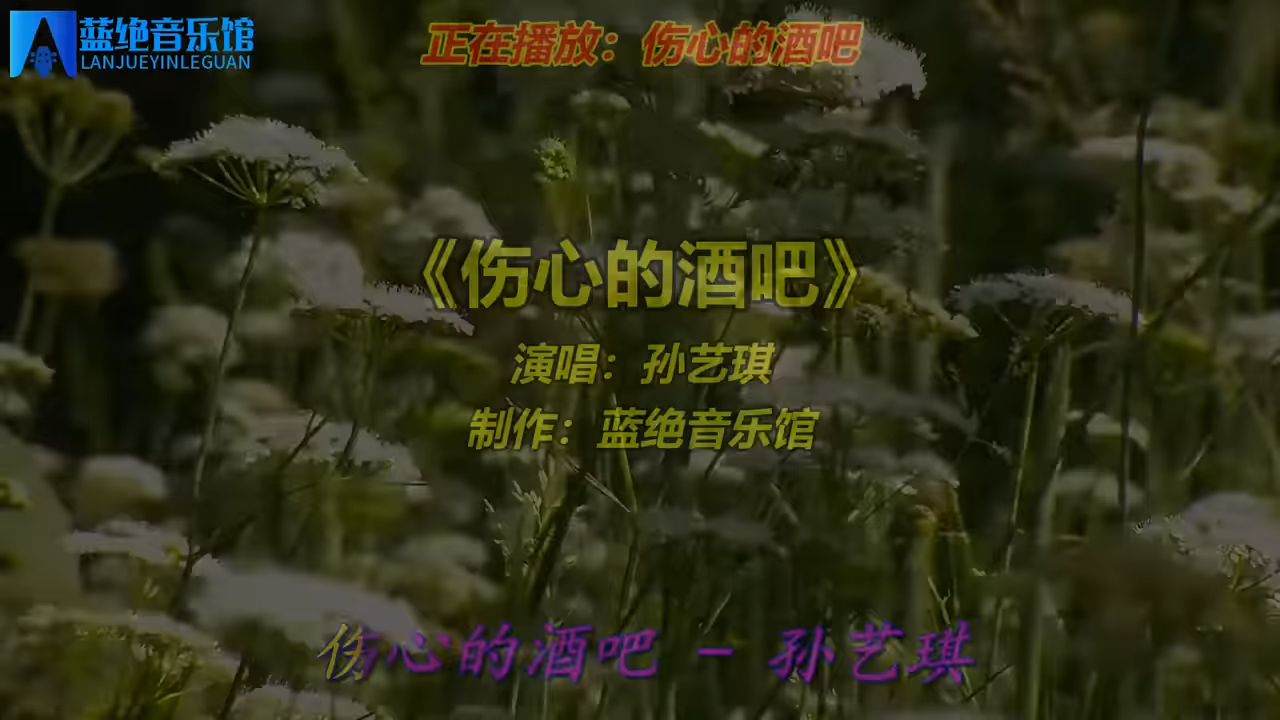 蓝绝音乐馆
LANJUEYINLEGUAN
正在播放：伤心的酒吧
《伤心的酒吧》
演唱：孙艺琪
制作：蓝绝音乐馆
伤心的酒吧 - 孙艺琪